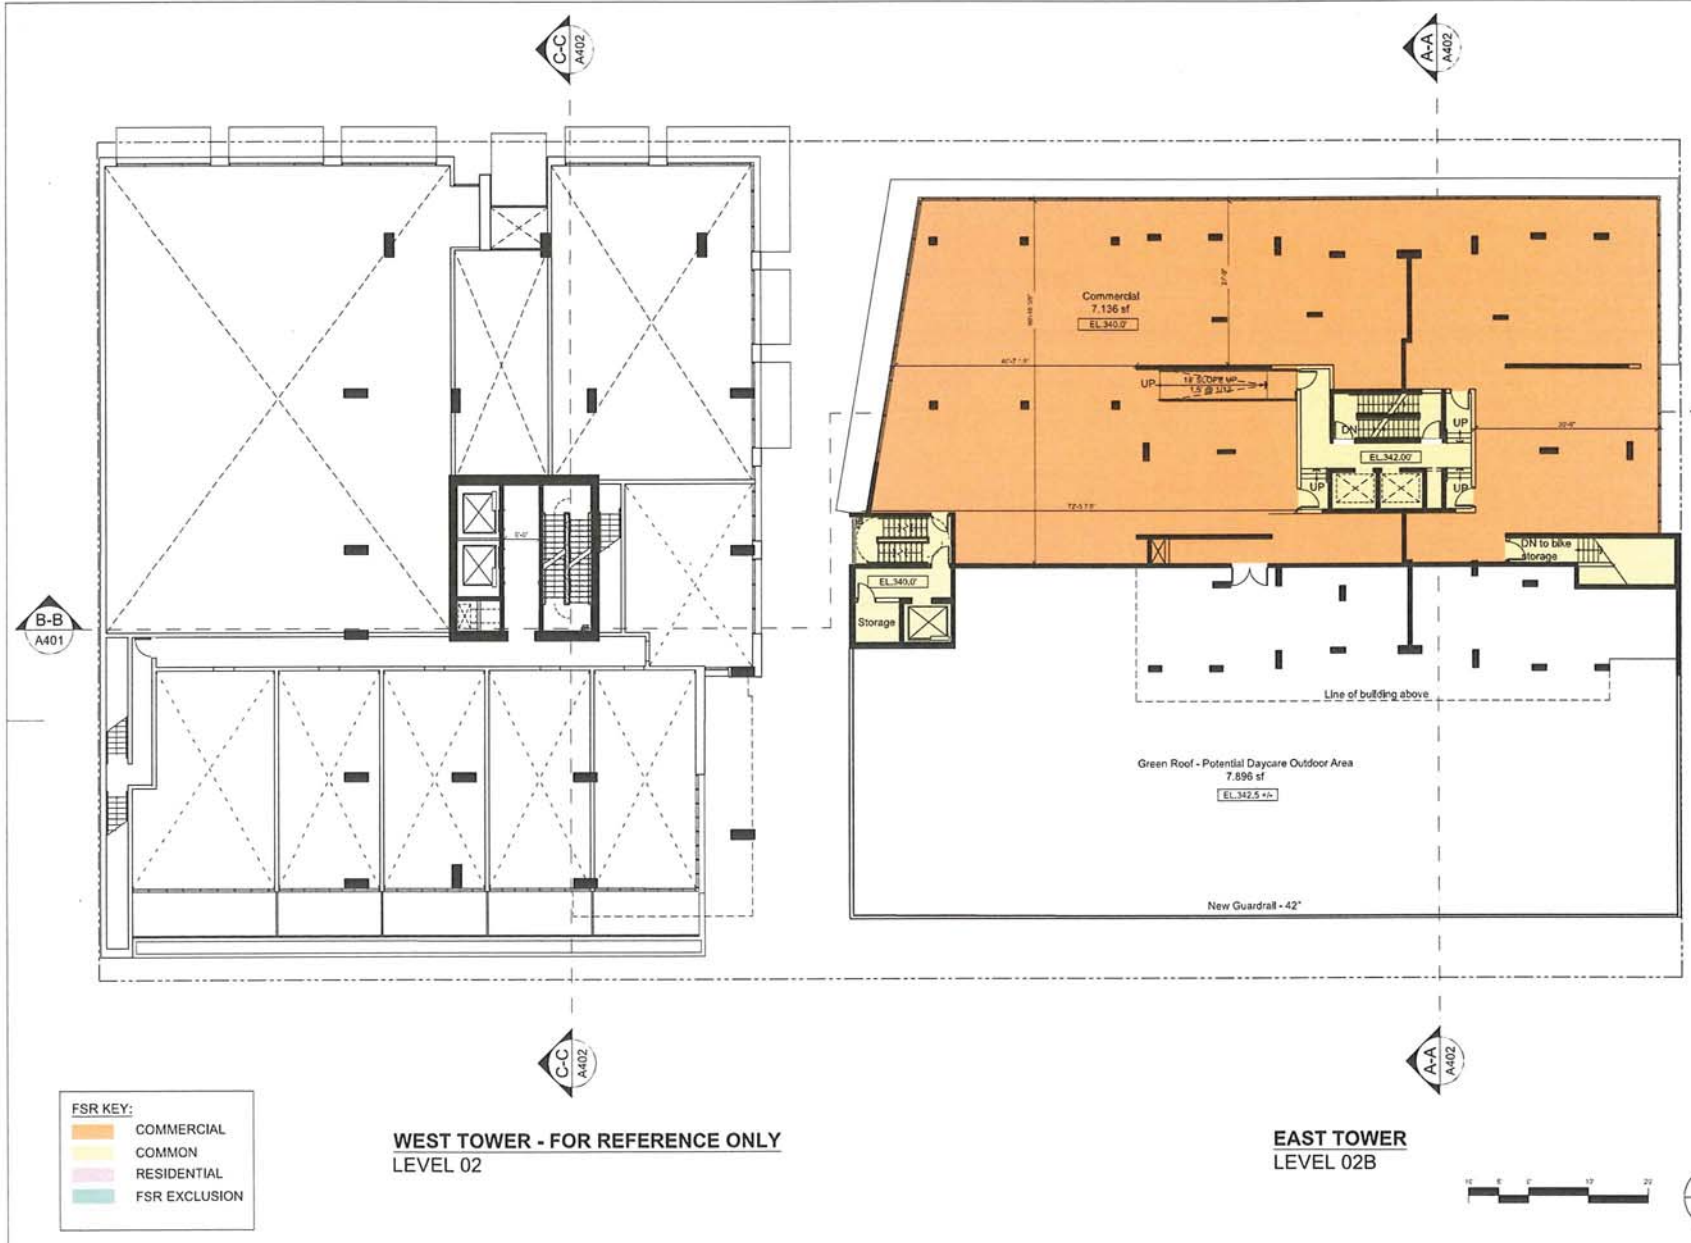 C-C
A402
A-A
A402
Commercial
7.136 sf
EL.340.0'
UP
DN
UP
EL.342.00'
UP
UP
DN to bike
storage
EL.340.0'
Storage
B-B
A401
Line of building above
Green Roof - Potential Daycare Outdoor Area
7.896 sf
EL.342.5 +/-
New Guardrail - 42"
C-C
A402
A-A
A402
FSR KEY:
COMMERCIAL
COMMON
RESIDENTIAL
FSR EXCLUSION
WEST TOWER - FOR REFERENCE ONLY
LEVEL 02
EAST TOWER
LEVEL 02B